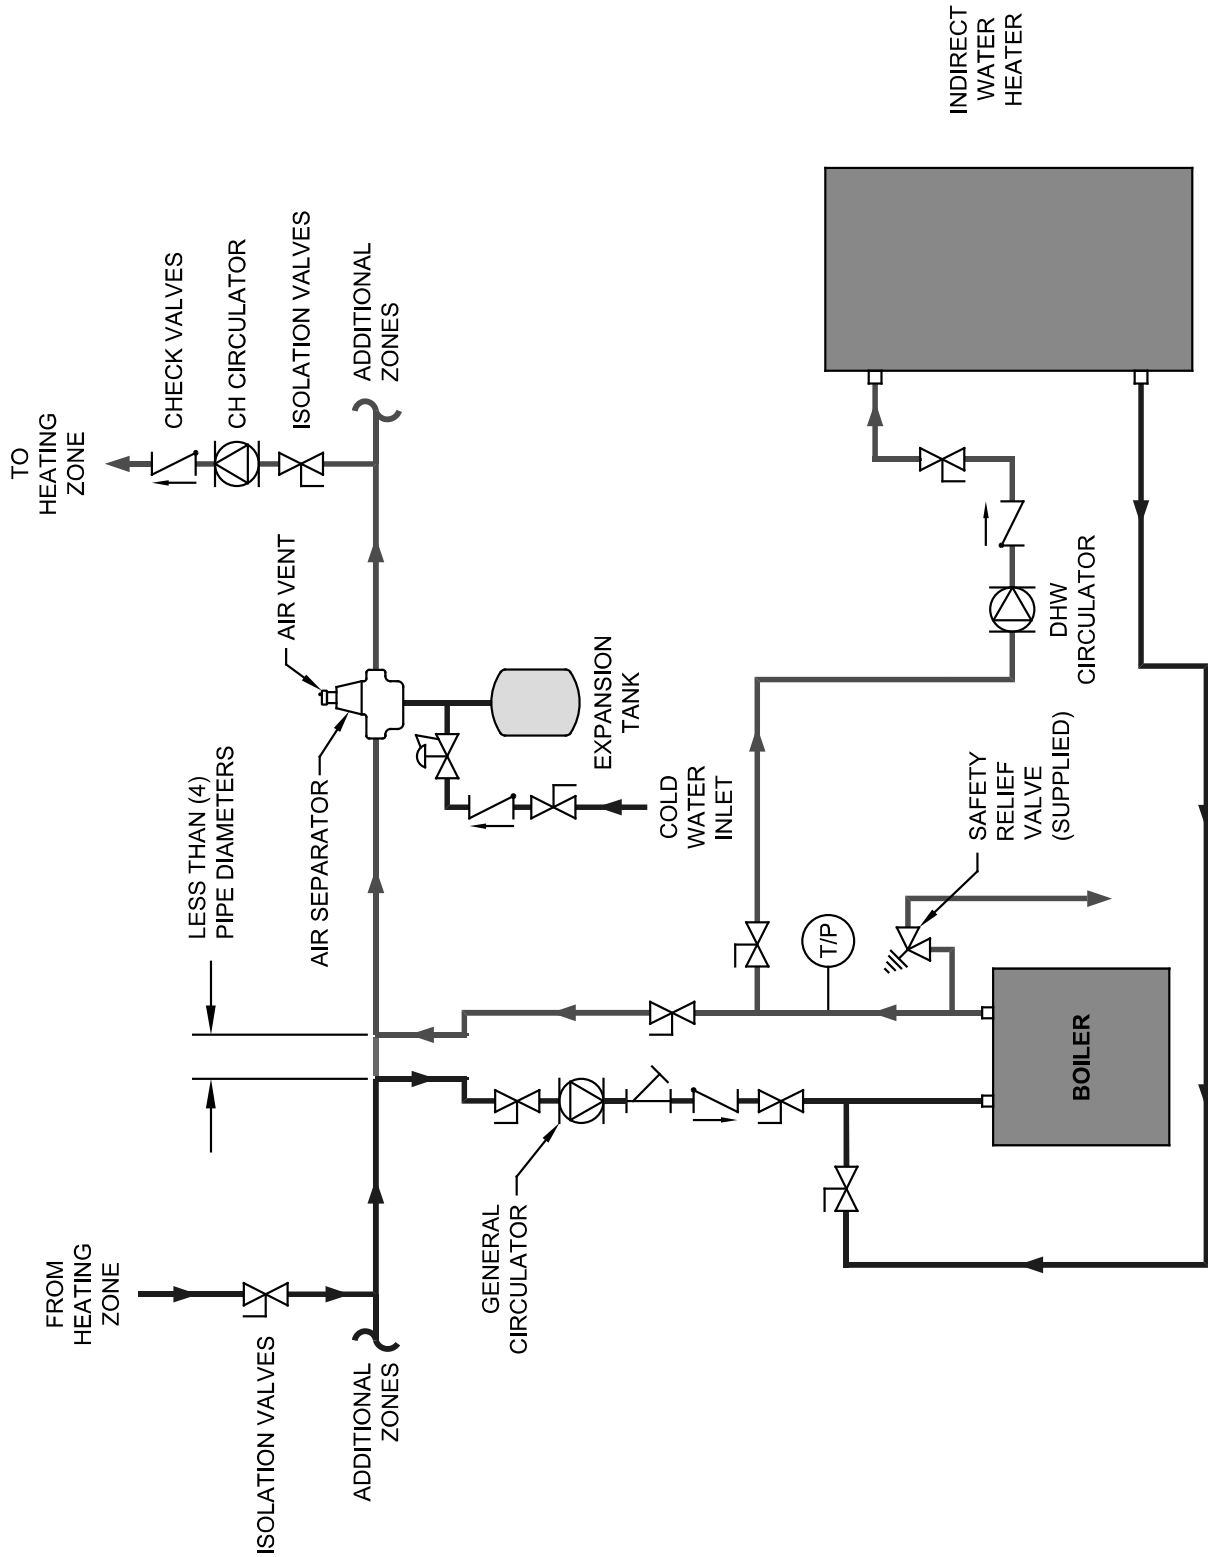 TO
HEATING
ZONE
CHECK VALVES
CH CIRCULATOR
ISOLATION VALVES
ADDITIONAL
ZONES
INDIRECT
WATER
HEATER
AIR VENT
LESS THAN (4)
PIPE DIAMETERS
AIR SEPARATOR
EXPANSION
TANK
COLD
WATER
INLET
DHW
CIRCULATOR
SAFETY
RELIEF
VALVE
(SUPPLIED)
T/P
BOILER
FROM
HEATING
ZONE
ISOLATION VALVES
ADDITIONAL
ZONES
GENERAL
CIRCULATOR